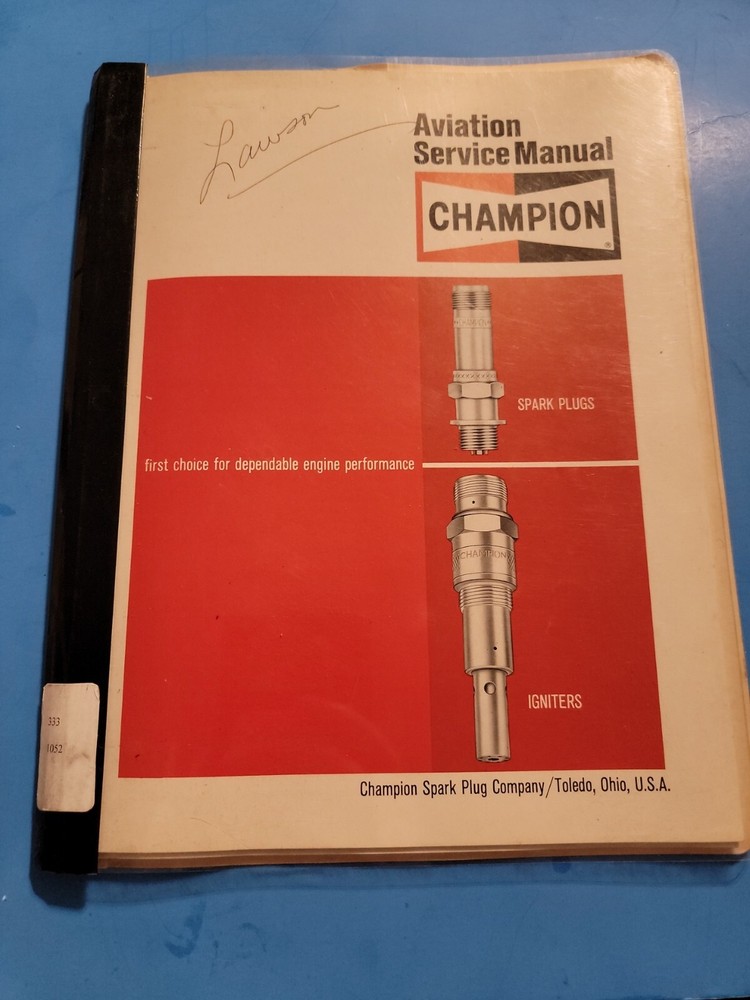 Lawson
Aviation
Service Manual
CHAMPION
®
SPARK PLUGS
first choice for dependable engine performance
CHAMPION
IGNITERS
333
1052
Champion Spark Plug Company/Toledo, Ohio, U.S.A.